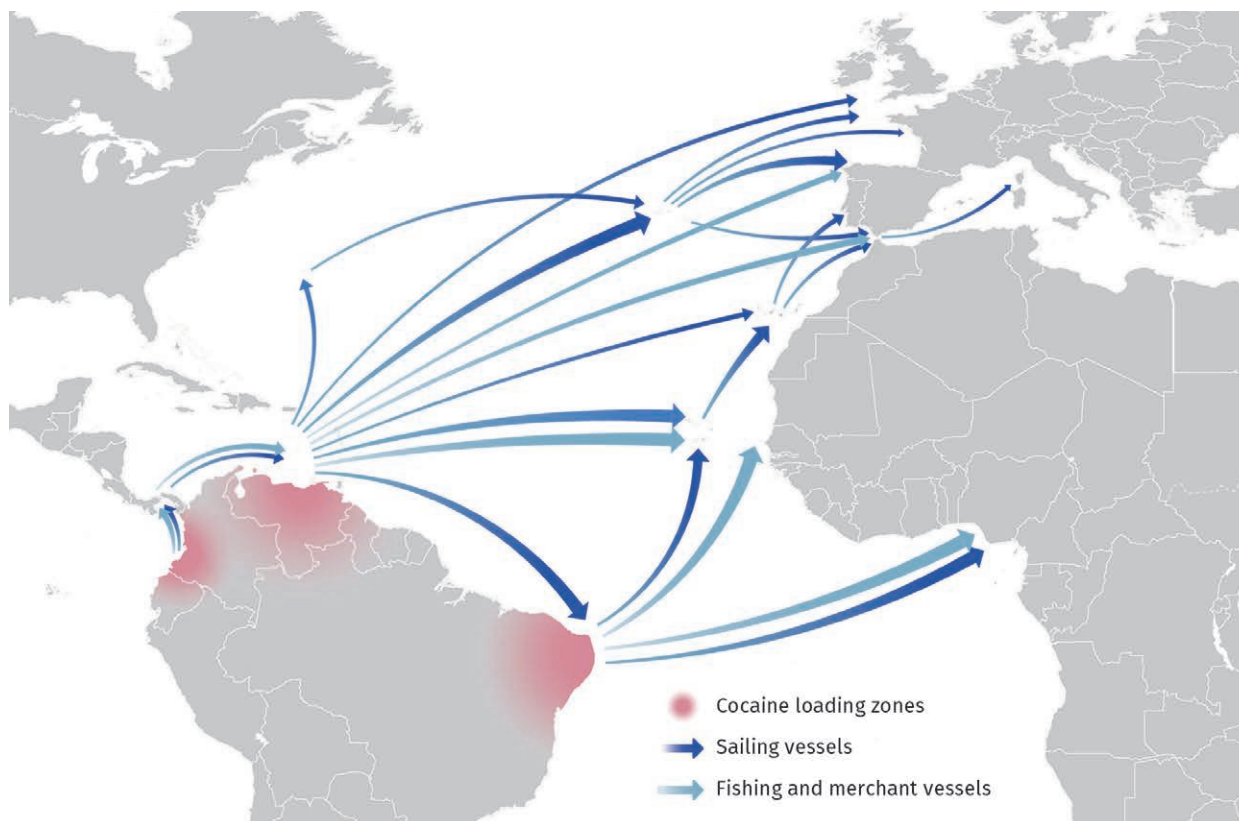 Cocaine loading zones
Sailing vessels
Fishing and merchant vessels